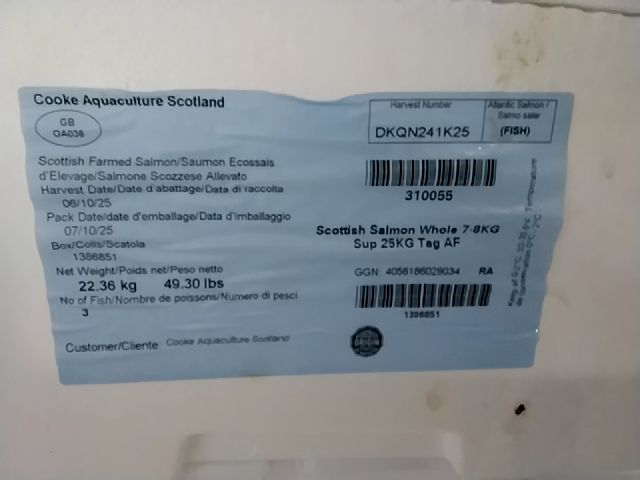 Cooke Aquaculture Scotland
GB
OA036
Harvest Number
DKQN241K25
Atlantic Salmon /
Salmo salar
(FISH)
Scottish Farmed Salmon/Saumon Ecossais
d'Elevage/Salmone Scozzese Allevato
Harvest Date/Date d'abattage/Data di raccolta
06/10/25
Pack Date/date d'emballage/Data d'imballagio
07/10/25
Box/Colis/Scatola
1386851
Net Weight/Poids net/Peso netto
22.36 kg 49.30 lbs
No of Fish/Nombre de poissons/Numero di pesci
3
Customer/Cliente Cooke Aquaculture Scotland
310055
Scottish Salmon Whole 7-8KG
Sup 25KG Tag AF
GGN 4056186029034 RA
1386851